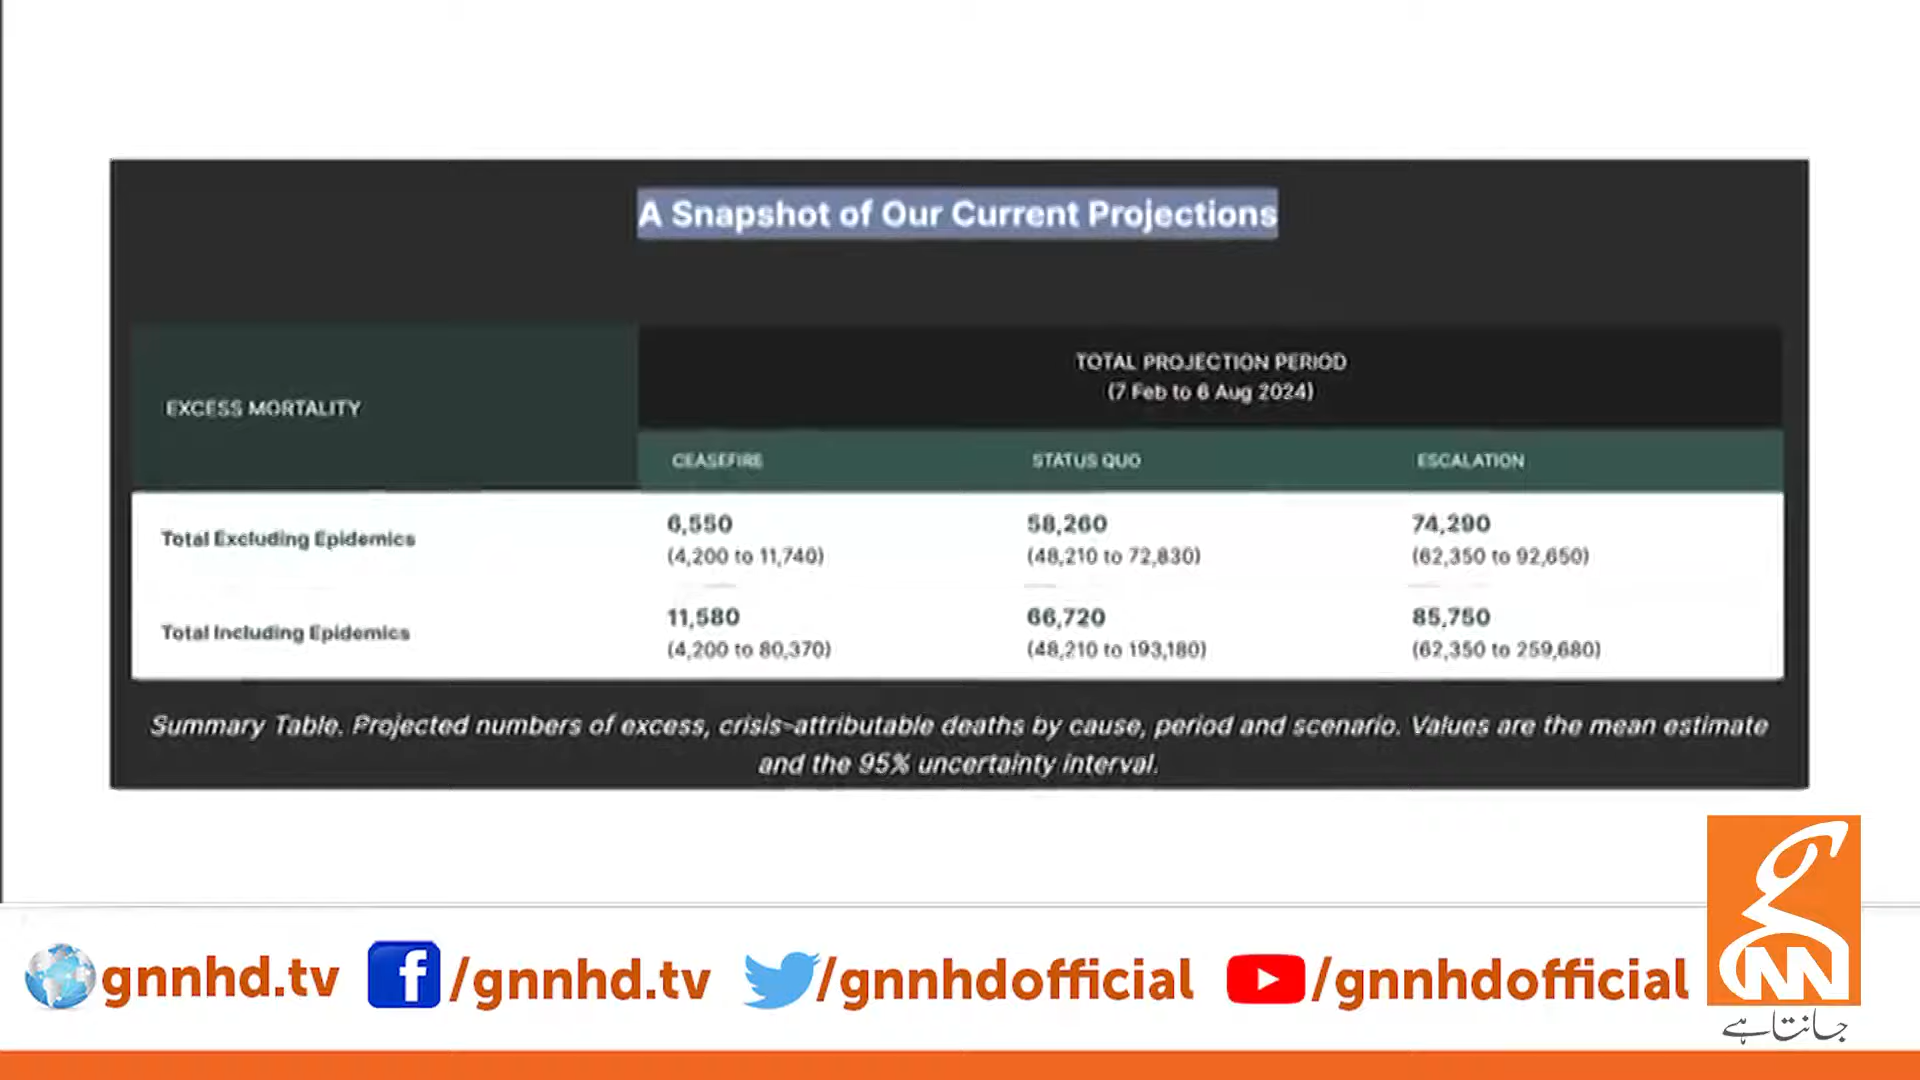 A Snapshot of Our Current Projections
EXCESS MORTALITY
TOTAL PROJECTION PERIOD
(7 Feb to 6 Aug 2024)
CEASEFIRE STATUS QUO ESCALATION
Total Excluding Epidemics
6,550 58,260 74,290
(4,200 to 11,740) (48,210 to 72,830) (62,350 to 92,650)
Total Including Epidemics
11,580 66,720 85,750
(4,200 to 80,370) (48,210 to 193,180) (62,350 to 259,680)
Summary Table. Projected numbers of excess, crisis-attributable deaths by cause, period and scenario. Values are the mean estimate
and the 95% uncertainty interval.
gnnhd.tv /gnnhd.tv /gnnhdofficial /gnnhdofficial
GNN
جانتا ہے